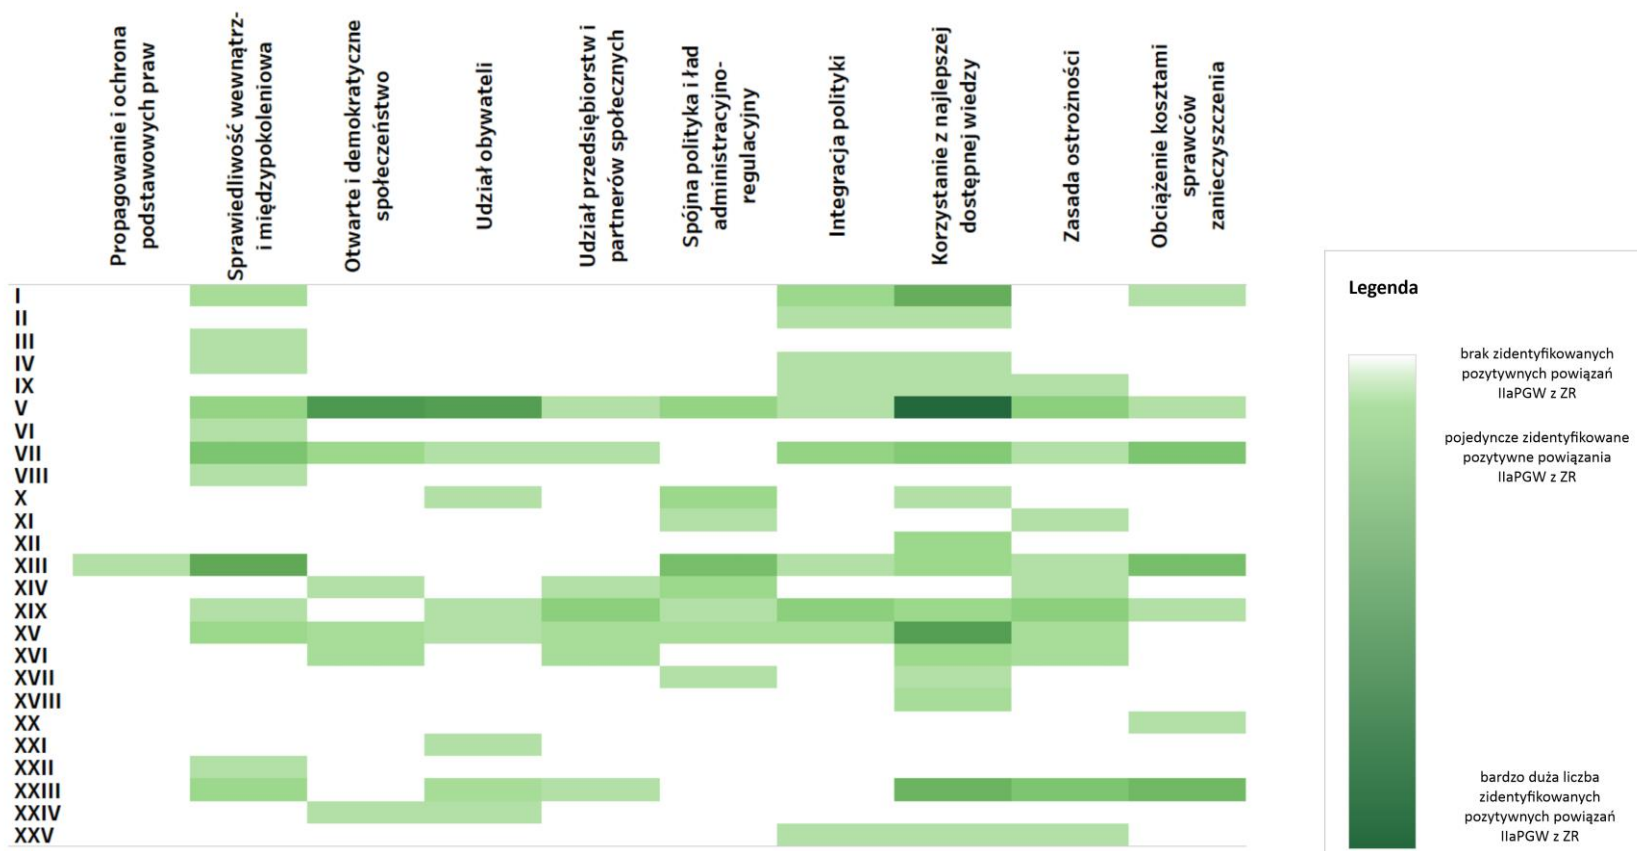 Propagowanie i ochrona
podstawowych praw
Sprawiedliwość wewnątrz-
i międzypokoleniowa
Otwarte i demokratyczne
społeczeństwo
Udział obywateli
Udział przedsiębiorstw i
partnerów społecznych
Spójna polityka i ład
administracyjno-
regulacyjny
Integracja polityki
Korzystanie z najlepszej
dostępnej wiedzy
Zasada ostrożności
Obciążenie kosztami
sprawców
zanieczyszczenia
I
II
III
IV
IX
V
VI
VII
VIII
X
XI
XII
XIII
XIV
XIX
XV
XVI
XVII
XVIII
XX
XXI
XXII
XXIII
XXIV
XXV
Legenda
brak zidentyfikowanych
pozytywnych powiązań
IIaPGW z ZR
pojedyncze zidentyfikowane
pozytywne powiązania
IIaPGW z ZR
bardzo duża liczba
zidentyfikowanych
pozytywnych powiązań
IIaPGW z ZR